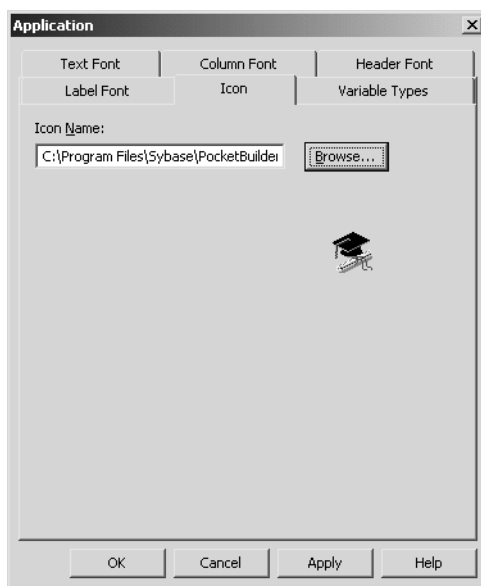 Application
Text Font Column Font Header Font
Label Font Icon Variable Types
Icon Name:
C:\Program Files\Sybase\PocketBuilder Browse...
OK Cancel Apply Help